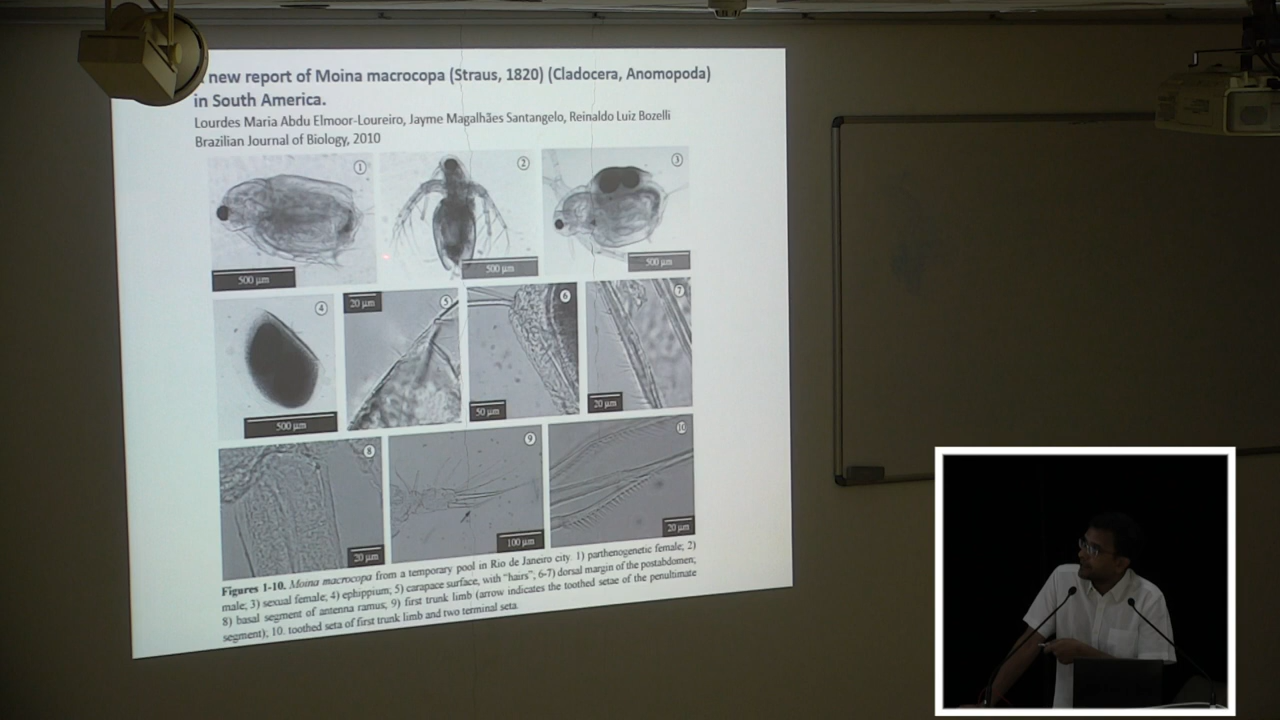 new report of Moina macrocopa (Straus, 1820) (Cladocera, Anomopoda)
in South America.
Lourdes Maria Abdu Elmoor-Loureiro, Jayme Magalhães Santangelo, Reinaldo Luiz Bozelli
Brazilian Journal of Biology, 2010
1
2
3
500 µm
500 µm
500 µm
4
20 µm
5
6
7
500 µm
50 µm
20 µm
8
9
10
20 µm
100 µm
20 µm
Figures 1-10. Moina macrocopa from a temporary pool in Rio de Janeiro city. 1) parthenogenetic female; 2)
male; 3) sexual female; 4) ephippium; 5) carapace surface, with "hairs"; 6-7) dorsal margin of the postabdomen;
8) basal segment of antenna ramus; 9) first trunk limb (arrow indicates the toothed setae of the penultimate
segment); 10. toothed seta of first trunk limb and two terminal seta.